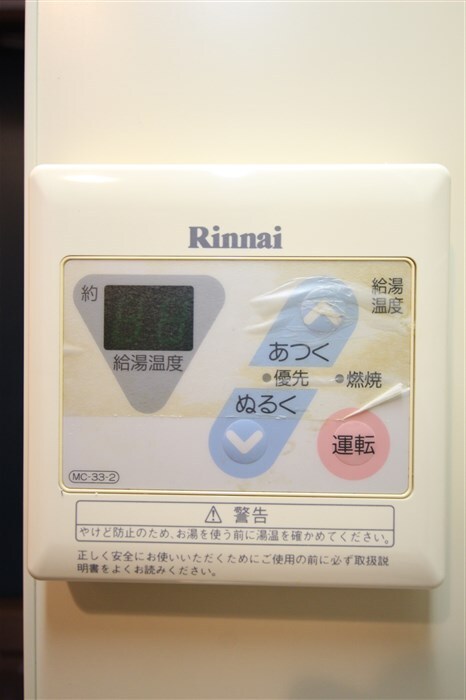 Rinnai
約
給湯温度
給湯
温度
あつく
優先
燃焼
ぬるく
運転
MC-33-2
警告
やけど防止のため、お湯を使う前に湯温を確かめてください。
正しく安全にお使いいただくためにご使用の前に必ず取扱説
明書をよくお読みください。